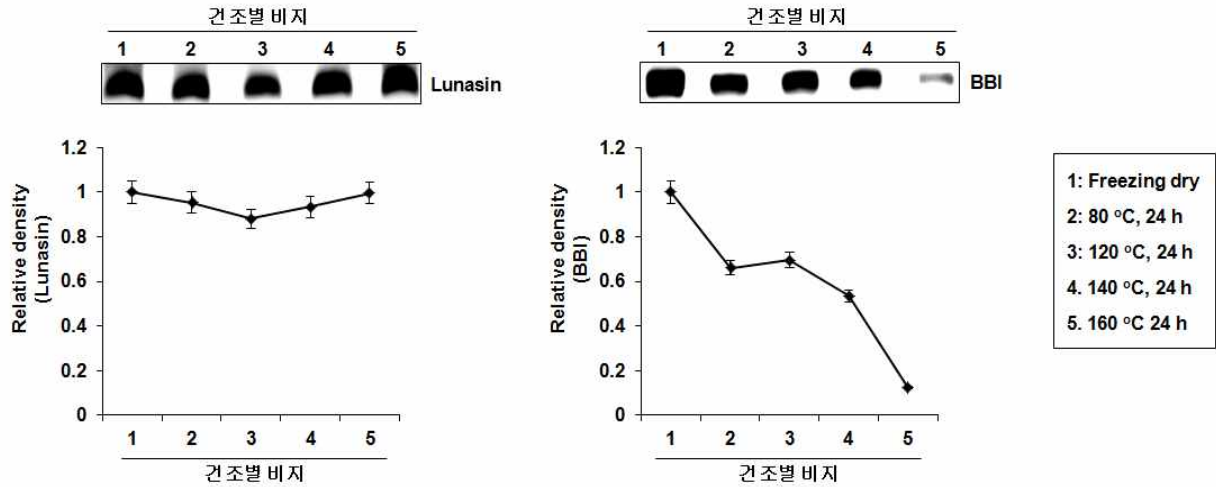 건조별 비지
1 2 3 4 5
Lunasin
Relative density
(Lunasin)
1.2
1
0.8
0.6
0.4
0.2
0
1 2 3 4 5
건조별 비지
건조별 비지
1 2 3 4 5
BBI
Relative density
(BBI)
1.2
1
0.8
0.6
0.4
0.2
0
1 2 3 4 5
건조별 비지
1: Freezing dry
2: 80 ºC, 24 h
3: 120 ºC, 24 h
4. 140 ºC, 24 h
5. 160 ºC 24 h